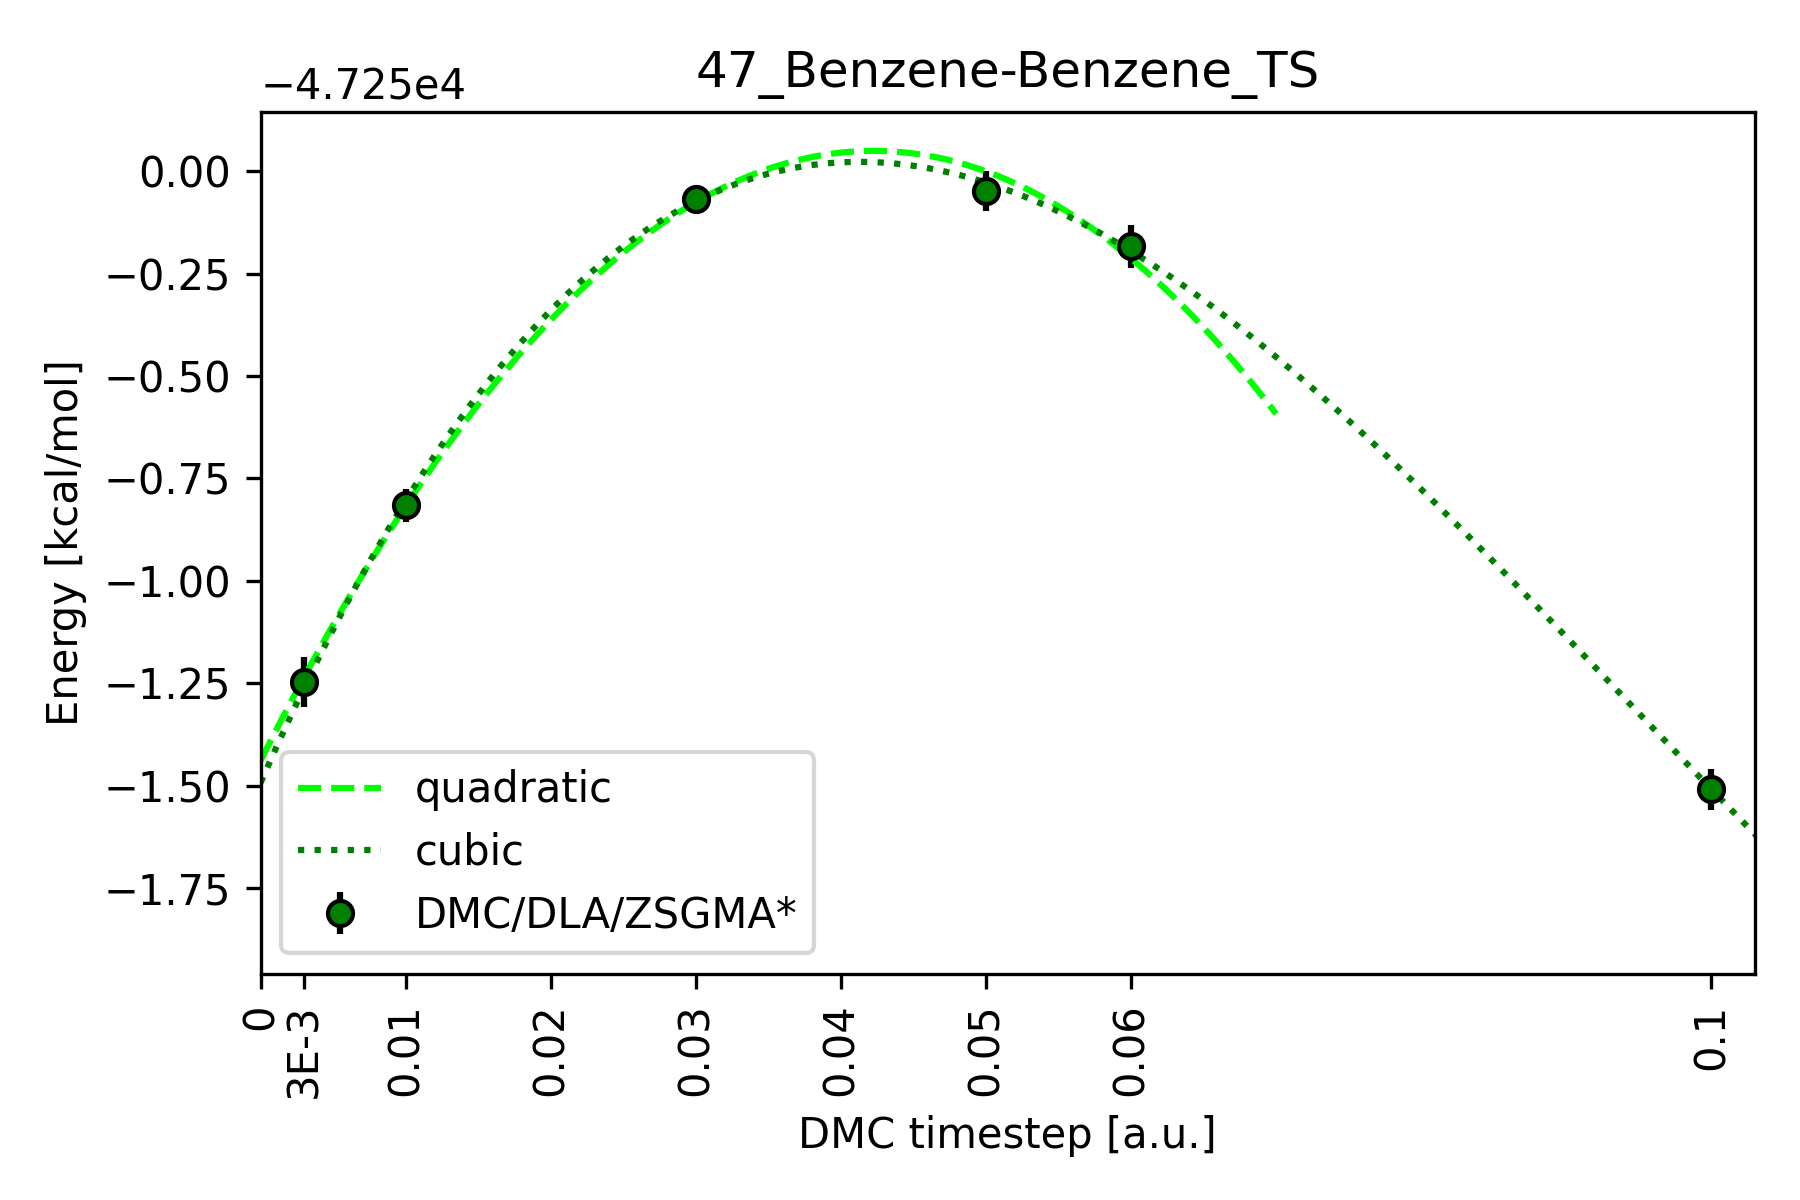 47_Benzene-Benzene_TS
−4.725e4
0.00
−0.25
−0.50
−0.75
−1.00
−1.25
−1.50
−1.75
Energy [kcal/mol]
quadratic
cubic
DMC/DLA/ZSGMA*
0
3E-3
0.01
0.02
0.03
0.04
0.05
0.06
0.1
DMC timestep [a.u.]